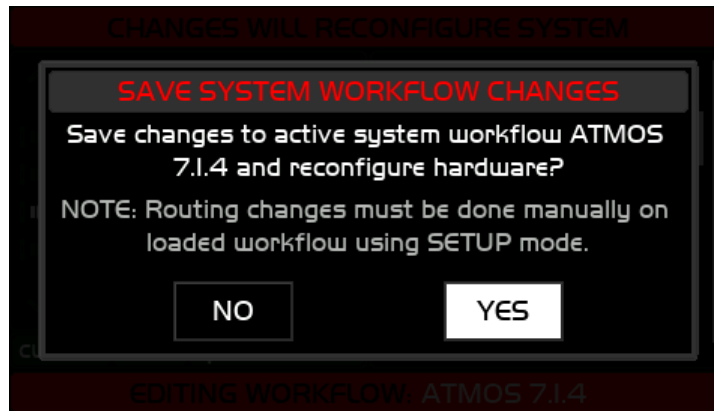 CHANGES WILL RECONFIGURE SYSTEM
SAVE SYSTEM WORKFLOW CHANGES
Save changes to active system workflow ATMOS
7.1.4 and reconfigure hardware?
NOTE: Routing changes must be done manually on
loaded workflow using SETUP mode.
NO
YES
EDITING WORKFLOW: ATMOS 7.1.4